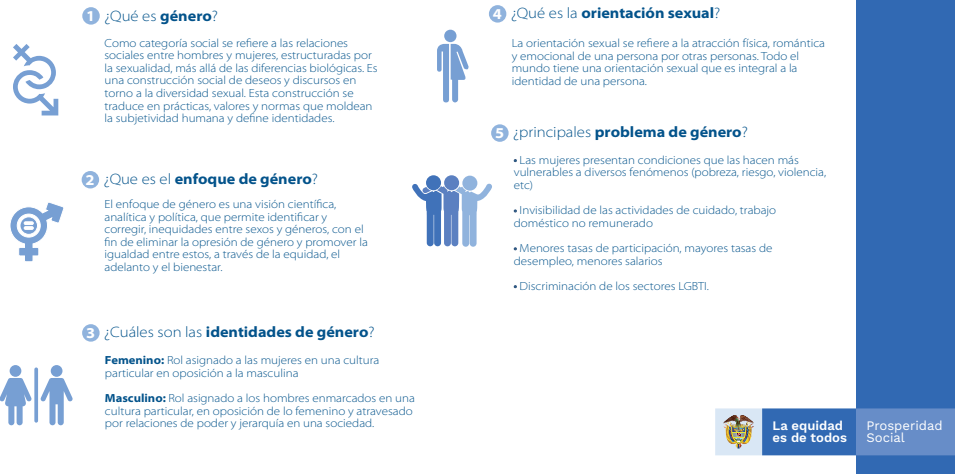 1 ¿Qué es género?
Como categoría social se refiere a las relaciones
sociales entre hombres y mujeres, estructuradas por
la sexualidad, más allá de las diferencias biológicas. Es
una construcción social de deseos y discursos en
torno a la diversidad sexual. Esta construcción se
traduce en prácticas, valores y normas que moldean
la subjetividad humana y define identidades.
2 ¿Que es el enfoque de género?
El enfoque de género es una visión científica,
analítica y política, que permite identificar y
corregir, inequidades entre sexos y géneros, con el
fin de eliminar la opresión de género y promover la
igualdad entre estos, a través de la equidad, el
adelanto y el bienestar.
3 ¿Cuáles son las identidades de género?
Femenino: Rol asignado a las mujeres en una cultura
particular en oposición a la masculina
Masculino: Rol asignado a los hombres enmarcados en una
cultura particular, en oposición de lo femenino y atravesado
por relaciones de poder y jerarquía en una sociedad.
4 ¿Qué es la orientación sexual?
La orientación sexual se refiere a la atracción física, romántica
y emocional de una persona por otras personas. Todo el
mundo tiene una orientación sexual que es integral a la
identidad de una persona.
5 ¿principales problema de género?
• Las mujeres presentan condiciones que las hacen más
vulnerables a diversos fenómenos (pobreza, riesgo, violencia,
etc)
• Invisibilidad de las actividades de cuidado, trabajo
doméstico no remunerado
• Menores tasas de participación, mayores tasas de
desempleo, menores salarios
• Discriminación de los sectores LGBTI.
La equidad
es de todos
Prosperidad
Social